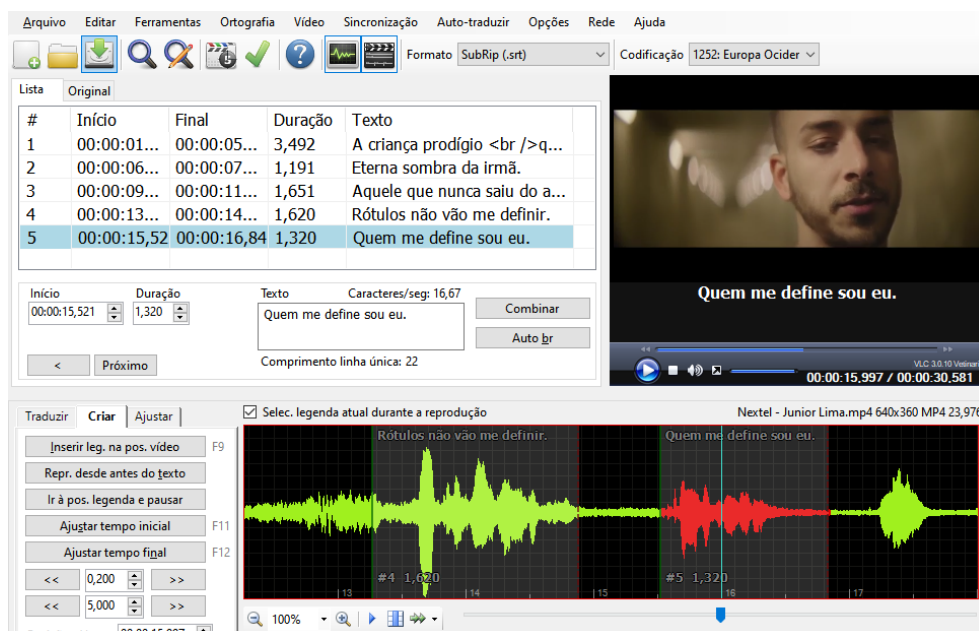 Arquivo Editar Ferramentas Ortografia Vídeo Sincronização Auto-traduzir Opções Rede Ajuda
Formato SubRip (.srt) Codificação 1252: Europa Ocider
Lista Original
# Início Final Duração Texto
1 00:00:01... 00:00:05... 3,492 A criança prodígio <br />q...
2 00:00:06... 00:00:07... 1,191 Eterna sombra da irmã.
3 00:00:09... 00:00:11... 1,651 Aquele que nunca saiu do a...
4 00:00:13... 00:00:14... 1,620 Rótulos não vão me definir.
5 00:00:15,52 00:00:16,84 1,320 Quem me define sou eu.
Quem me define sou eu.
Início Duração Texto Caracteres/seg: 16,67
00:00:15,521 1,320 Quem me define sou eu.
Combinar
Auto br
< Próximo Comprimento linha única: 22
VLC 3.0.10 Vetinari
00:00:15,997 / 00:00:30,581
Traduzir Criar Ajustar
Selec. legenda atual durante a reprodução Nextel - Junior Lima.mp4 640x360 MP4 23,976
Inserir leg. na pos. vídeo F9
Repr. desde antes do texto
Ir à pos. legenda e pausar
Ajustar tempo inicial F11
Ajustar tempo final F12
<< 0,200 >>
<< 5,000 >>
Rótulos não vão me definir. Quem me define sou eu.
#4 1,620 #5 1,320
13 14 15 16 17
100%